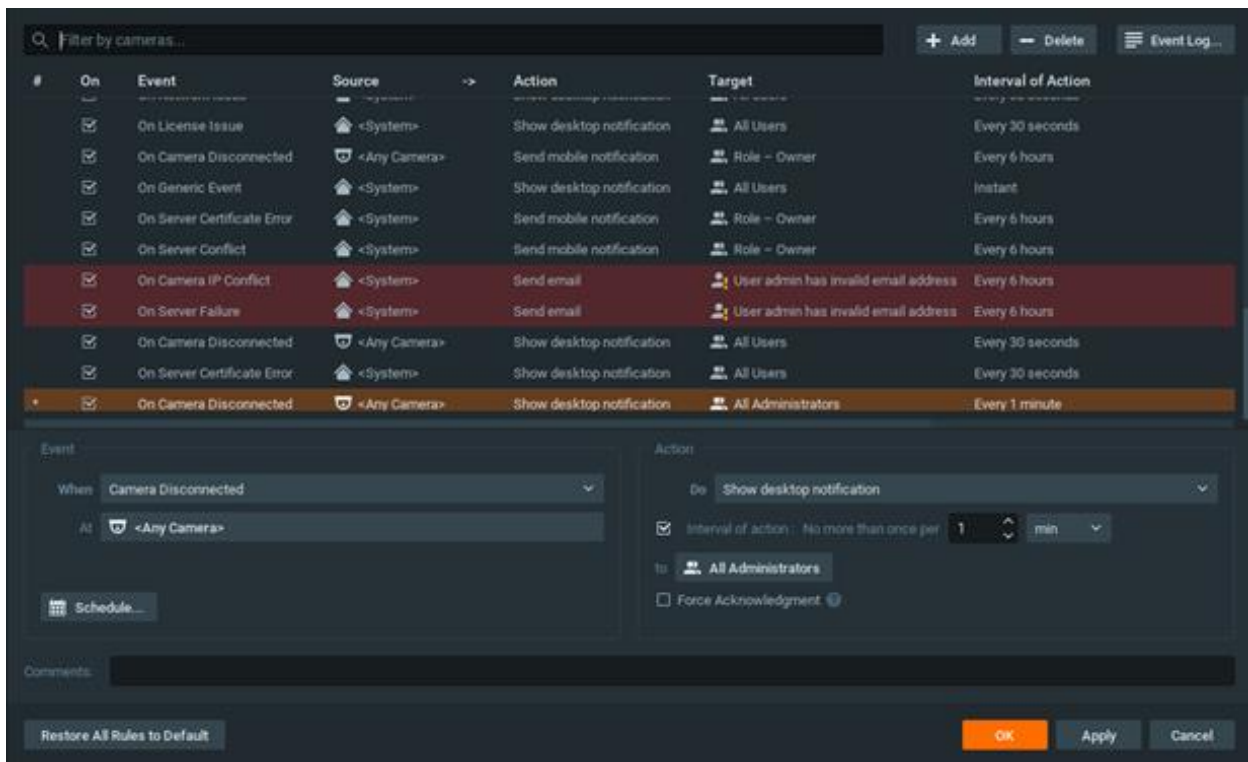 Filter by cameras...
+ Add
− Delete
Event Log...
# On Event Source -> Action Target Interval of Action
On License Issue <System> Show desktop notification All Users Every 30 seconds
On Camera Disconnected <Any Camera> Send mobile notification Role – Owner Every 6 hours
On Generic Event <System> Show desktop notification All Users Instant
On Server Certificate Error <System> Send mobile notification Role – Owner Every 6 hours
On Server Conflict <System> Send mobile notification Role – Owner Every 6 hours
On Camera IP Conflict <System> Send email User admin has invalid email address Every 6 hours
On Server Failure <System> Send email User admin has invalid email address Every 6 hours
On Camera Disconnected <Any Camera> Show desktop notification All Users Every 30 seconds
On Server Certificate Error <System> Show desktop notification All Users Every 30 seconds
* On Camera Disconnected <Any Camera> Show desktop notification All Administrators Every 1 minute
Event
When Camera Disconnected
At <Any Camera>
Schedule...
Action
Do Show desktop notification
Interval of action: No more than once per 1 min
to All Administrators
Force Acknowledgment ?
Comments:
Restore All Rules to Default
OK
Apply
Cancel